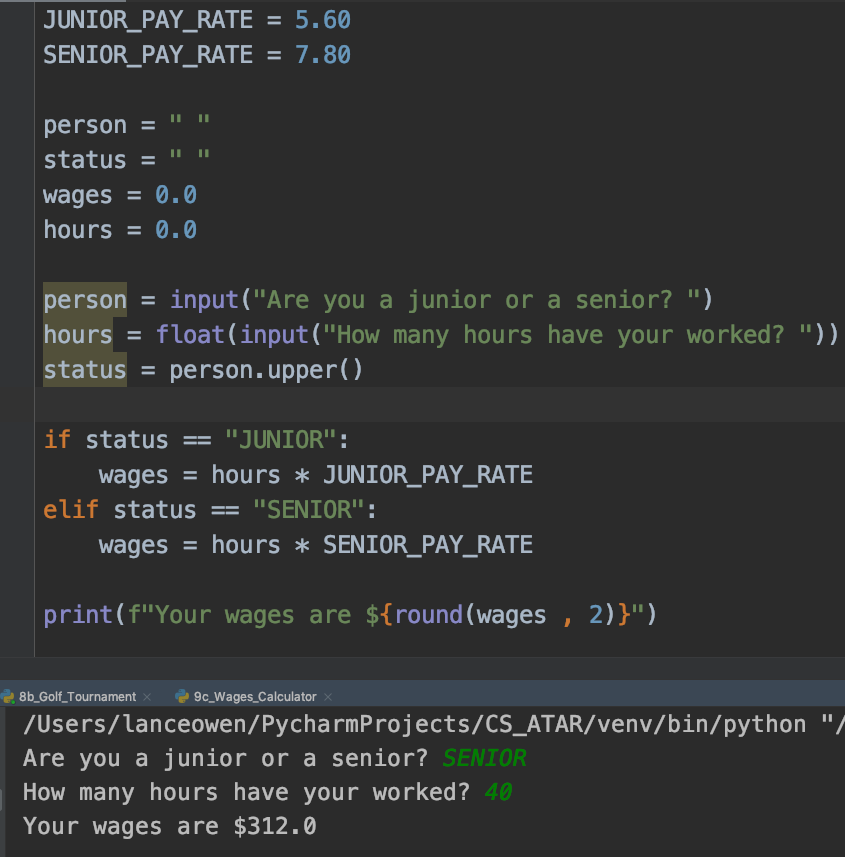 JUNIOR_PAY_RATE = 5.60
SENIOR_PAY_RATE = 7.80
person = " "
status = " "
wages = 0.0
hours = 0.0
person = input("Are you a junior or a senior? ")
hours = float(input("How many hours have your worked? "))
status = person.upper()
if status == "JUNIOR":
    wages = hours * JUNIOR_PAY_RATE
elif status == "SENIOR":
    wages = hours * SENIOR_PAY_RATE
print(f"Your wages are ${round(wages , 2)}")
8b_Golf_Tournament × 9c_Wages_Calculator ×
/Users/lanceowen/PycharmProjects/CS_ATAR/venv/bin/python "/
Are you a junior or a senior? SENIOR
How many hours have your worked? 40
Your wages are $312.0